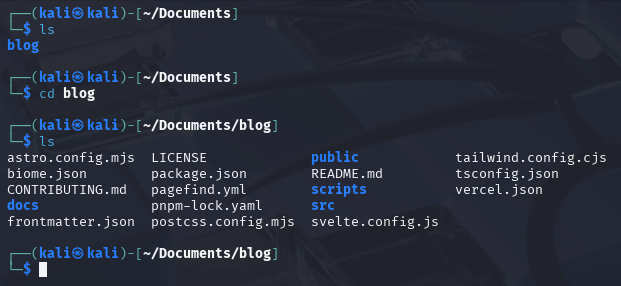 ┌──(kali㉿kali)-[~/Documents]
└─$ ls
blog
┌──(kali㉿kali)-[~/Documents]
└─$ cd blog
┌──(kali㉿kali)-[~/Documents/blog]
└─$ ls
astro.config.mjs  LICENSE             public            tailwind.config.cjs
biome.json        package.json        README.md         tsconfig.json
CONTRIBUTING.md   pagefind.yml        scripts           vercel.json
docs              pnpm-lock.yaml      src
frontmatter.json  postcss.config.mjs  svelte.config.js
┌──(kali㉿kali)-[~/Documents/blog]
└─$